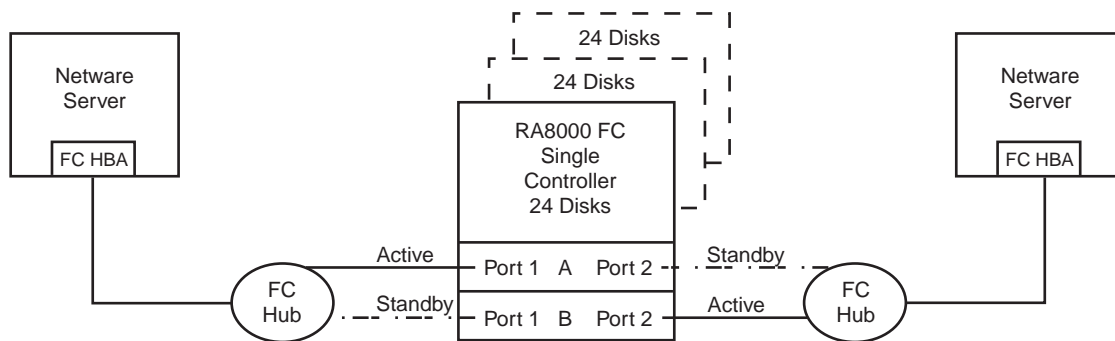 24 Disks
24 Disks
Netware
Server
FC HBA
RA8000 FC
Single
Controller
24 Disks
Netware
Server
FC HBA
Active
Port 1 A Port 2
Standby
FC
Hub
Standby
Port 1 B Port 2
Active
FC
Hub